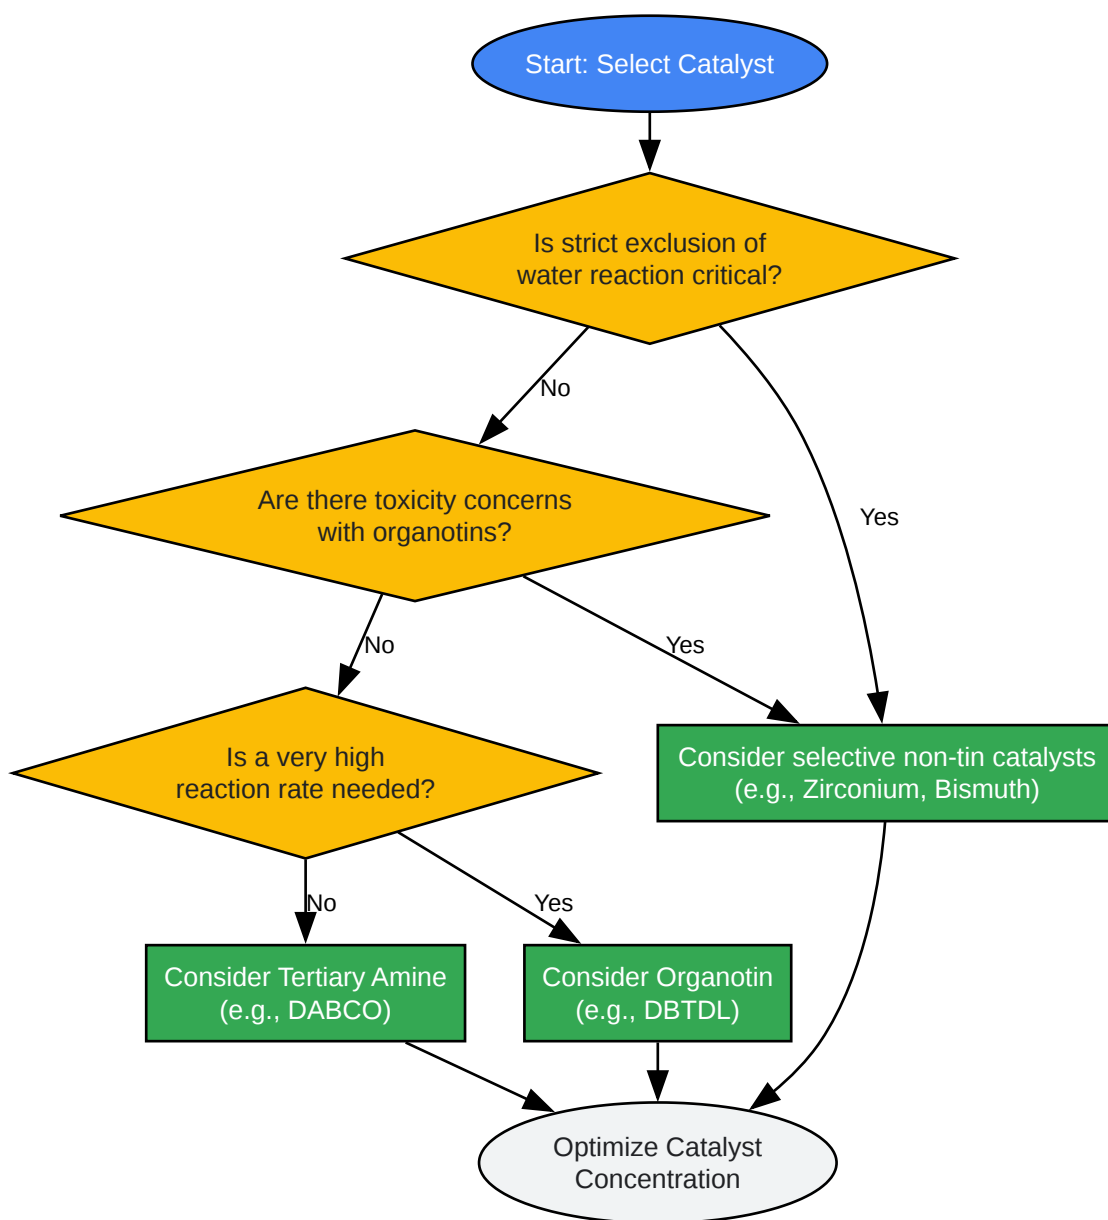 Start: Select Catalyst
Is strict exclusion of
water reaction critical?
No
Yes
Are there toxicity concerns
with organotins?
No
Yes
Is a very high
reaction rate needed?
Consider selective non-tin catalysts
(e.g., Zirconium, Bismuth)
No
Yes
Consider Tertiary Amine
(e.g., DABCO)
Consider Organotin
(e.g., DBTDL)
Optimize Catalyst
Concentration